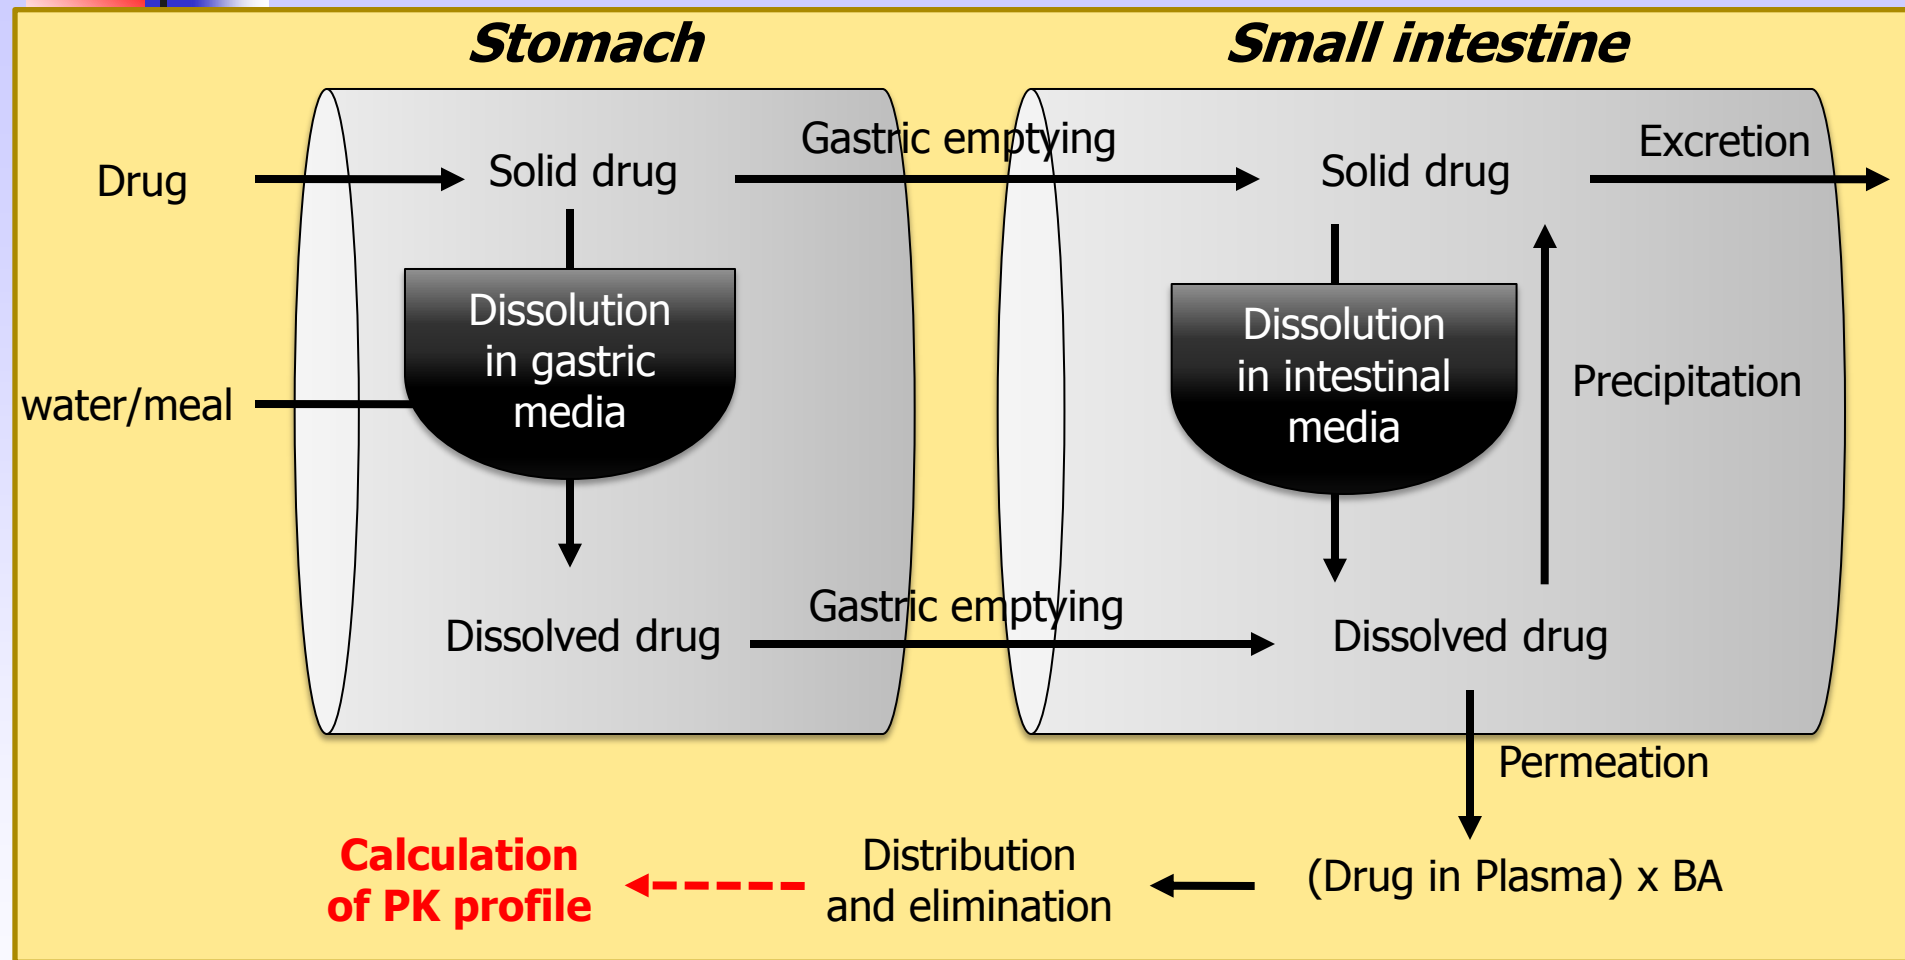 Stomach
Small intestine
Drug
Solid drug
Gastric emptying
Solid drug
Excretion
Dissolution
in gastric
media
Dissolution
in intestinal
media
Precipitation
water/meal
Dissolved drug
Gastric emptying
Dissolved drug
Permeation
Calculation
of PK profile
Distribution
and elimination
(Drug in Plasma) x BA